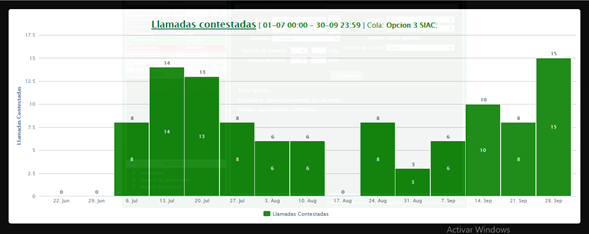 Llamadas contestadas [ 01-07 00:00 - 30-09 23:59 ] Cola: Opcion 3 SIAC;
17.5
15
12.5
10
7.5
5
2.5
0
Llamadas Contestadas
0 0 8 14 13 8 6 6 0 8 3 6 10 8 15
8 14 13 8 6 6 8 3 6 10 8 15
22. Jun 29. Jun 6. Jul 13. Jul 20. Jul 27. Jul 3. Aug 10. Aug 17. Aug 24. Aug 31. Aug 7. Sep 14. Sep 21. Sep 28. Sep
Llamadas Contestadas
Activar Windows